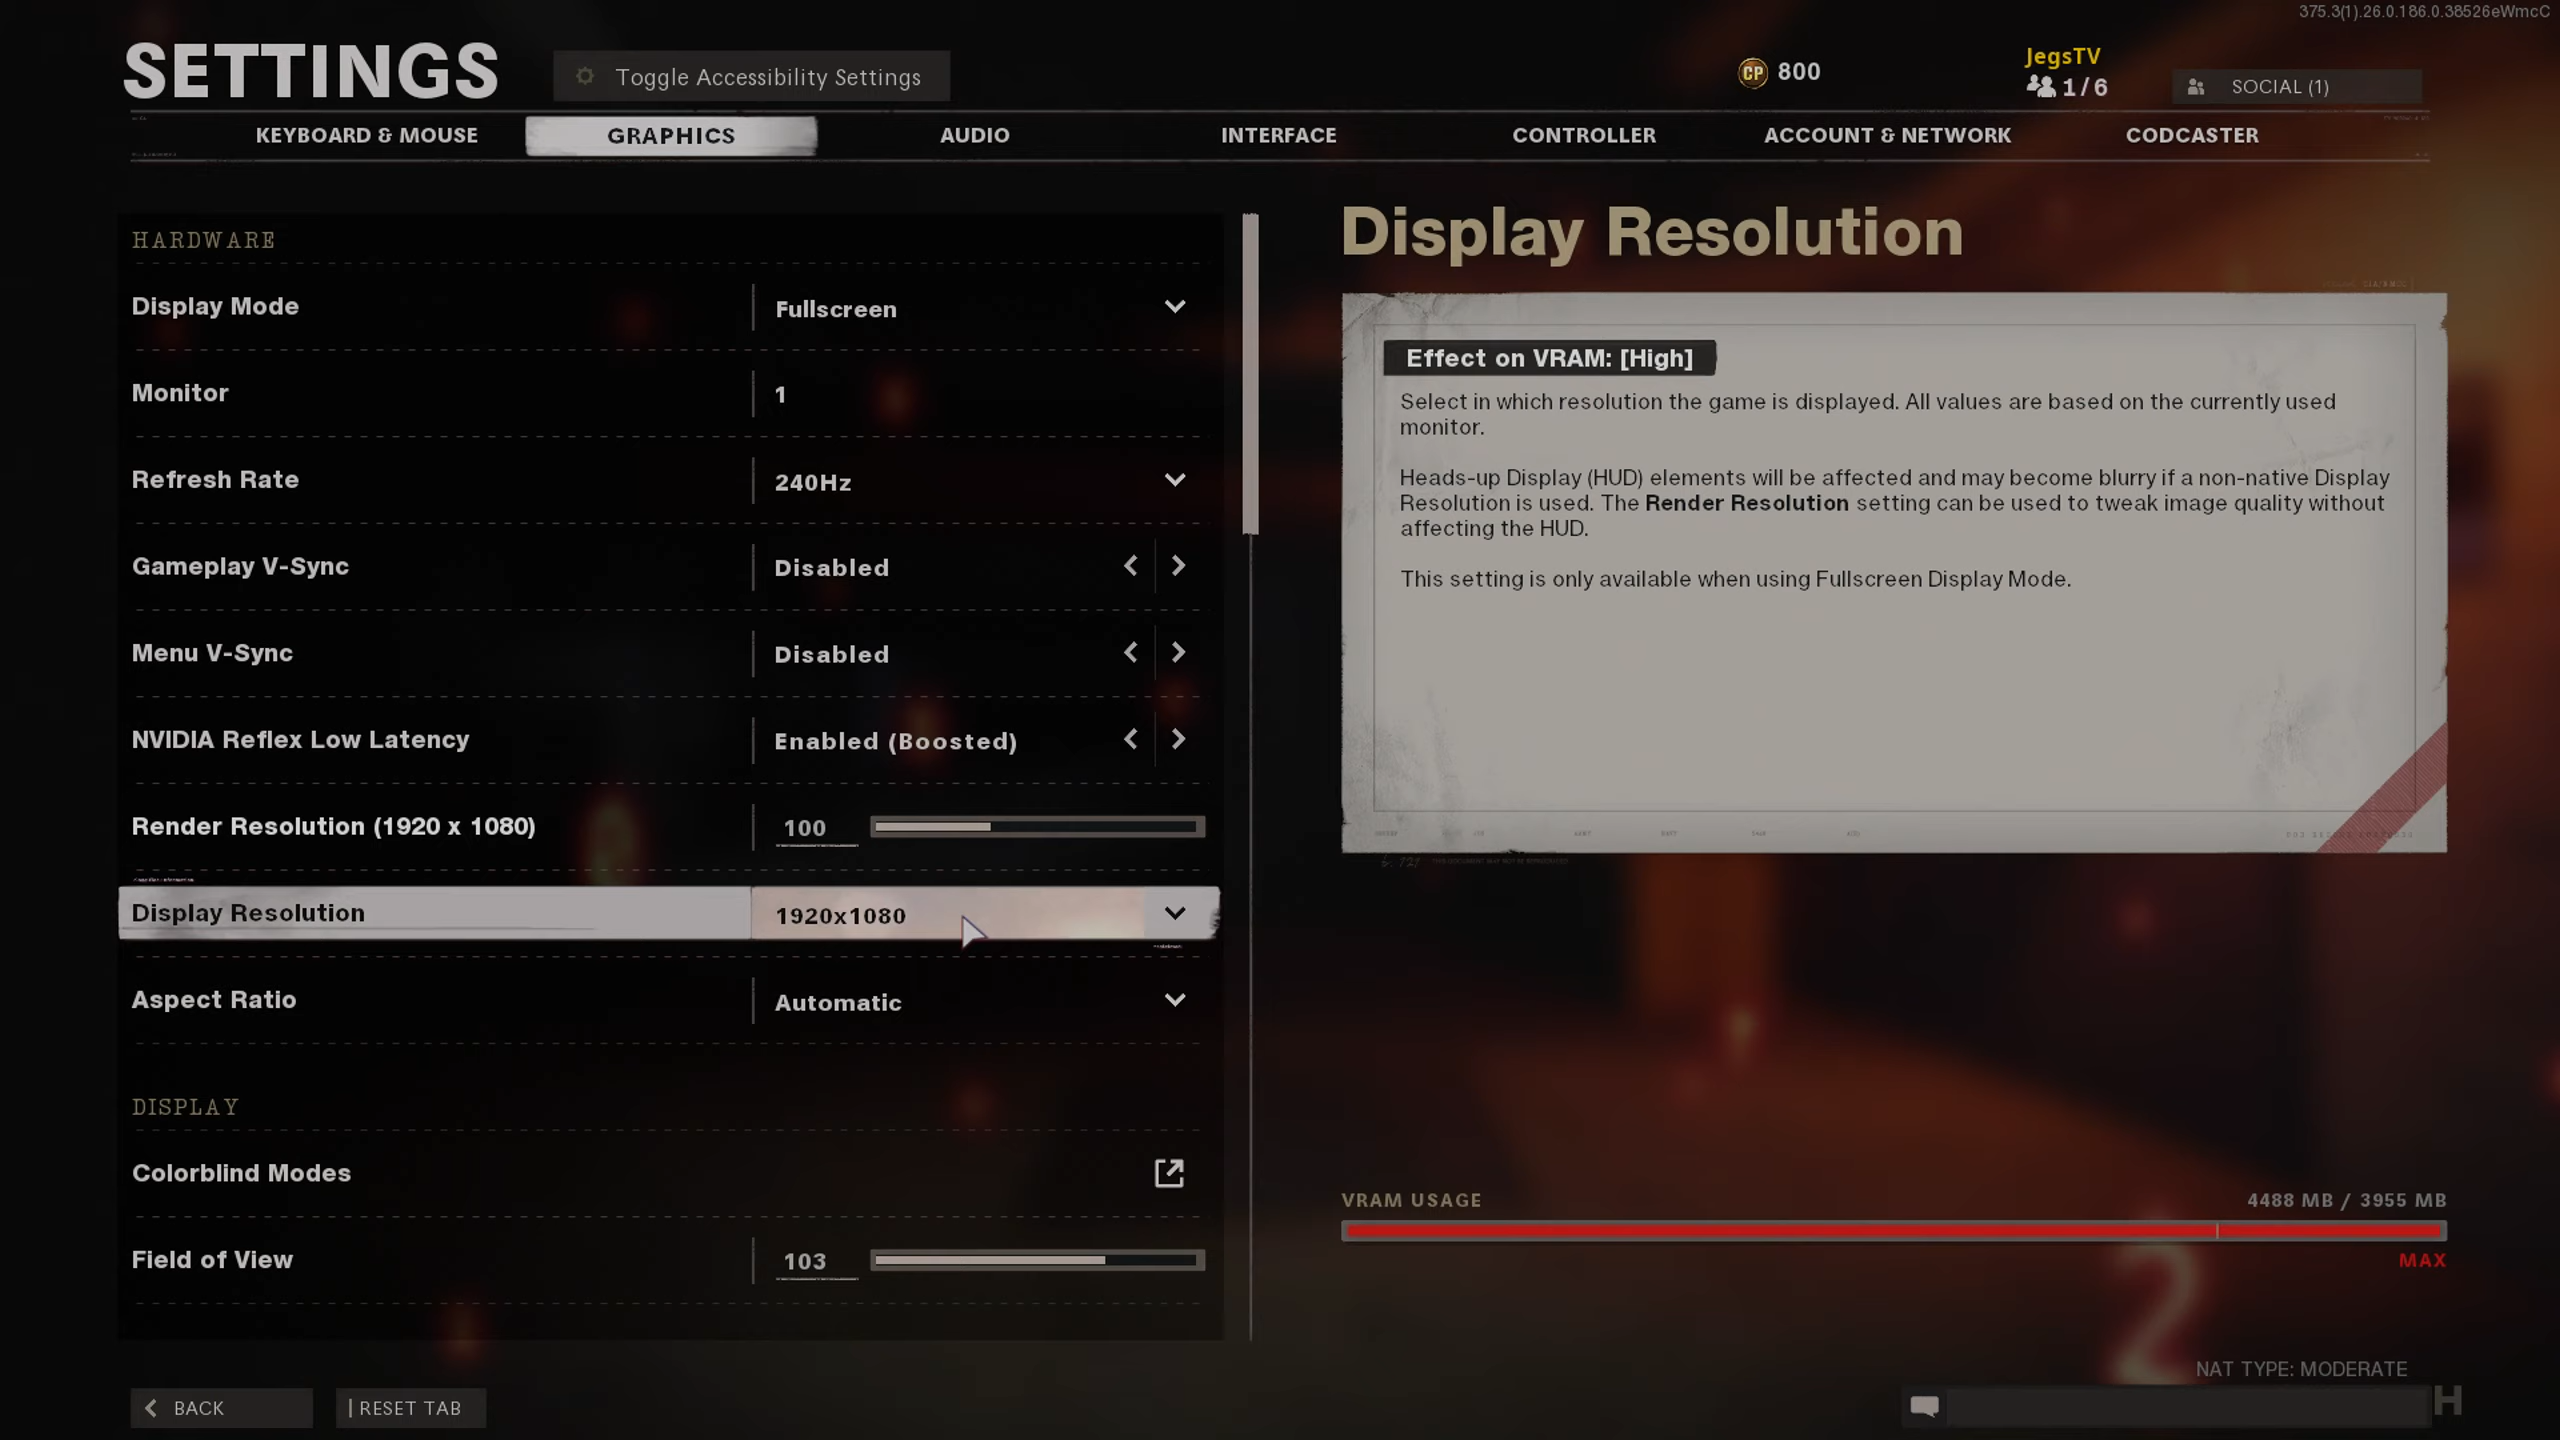 375.3(1).26.0.186.0.38526eWmcC
SETTINGS
Toggle Accessibility Settings
CP 800
JegsTV
1/6
SOCIAL (1)
KEYBOARD & MOUSE
GRAPHICS
AUDIO
INTERFACE
CONTROLLER
ACCOUNT & NETWORK
CODCASTER
HARDWARE
Display Mode
Fullscreen
Monitor
1
Refresh Rate
240Hz
Gameplay V-Sync
Disabled
Menu V-Sync
Disabled
NVIDIA Reflex Low Latency
Enabled (Boosted)
Render Resolution (1920 x 1080)
100
Display Resolution
1920x1080
Aspect Ratio
Automatic
DISPLAY
Colorblind Modes
Field of View
103
Display Resolution
Effect on VRAM: [High]
Select in which resolution the game is displayed. All values are based on the currently used
monitor.
Heads-up Display (HUD) elements will be affected and may become blurry if a non-native Display
Resolution is used. The Render Resolution setting can be used to tweak image quality without
affecting the HUD.
This setting is only available when using Fullscreen Display Mode.
VRAM USAGE
4488 MB / 3955 MB
MAX
2
NAT TYPE: MODERATE
H
BACK
RESET TAB